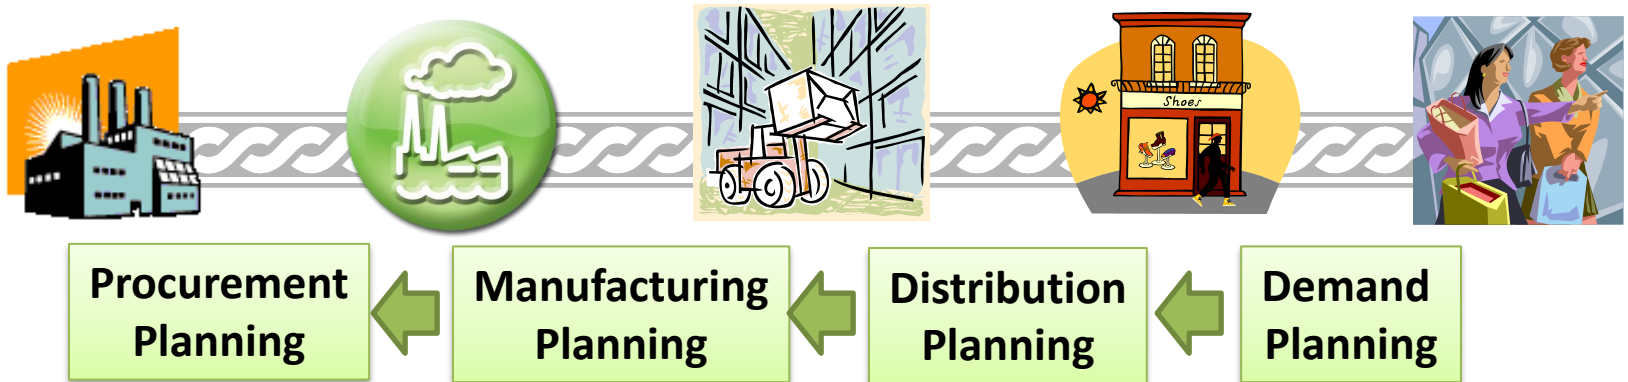 Shoes
Procurement
Planning
Manufacturing
Planning
Distribution
Planning
Demand
Planning